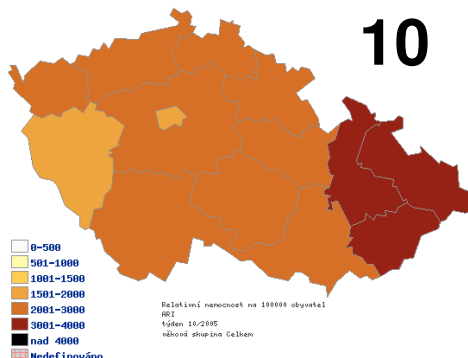 10
0-500
501-1000
1001-1500
1501-2000
2001-3000
3001-4000
nad 4000
Nedefinováno
Relativní nemocnost na 100000 obyvatel
ARI
týden 10/2005
věková skupina Celkem